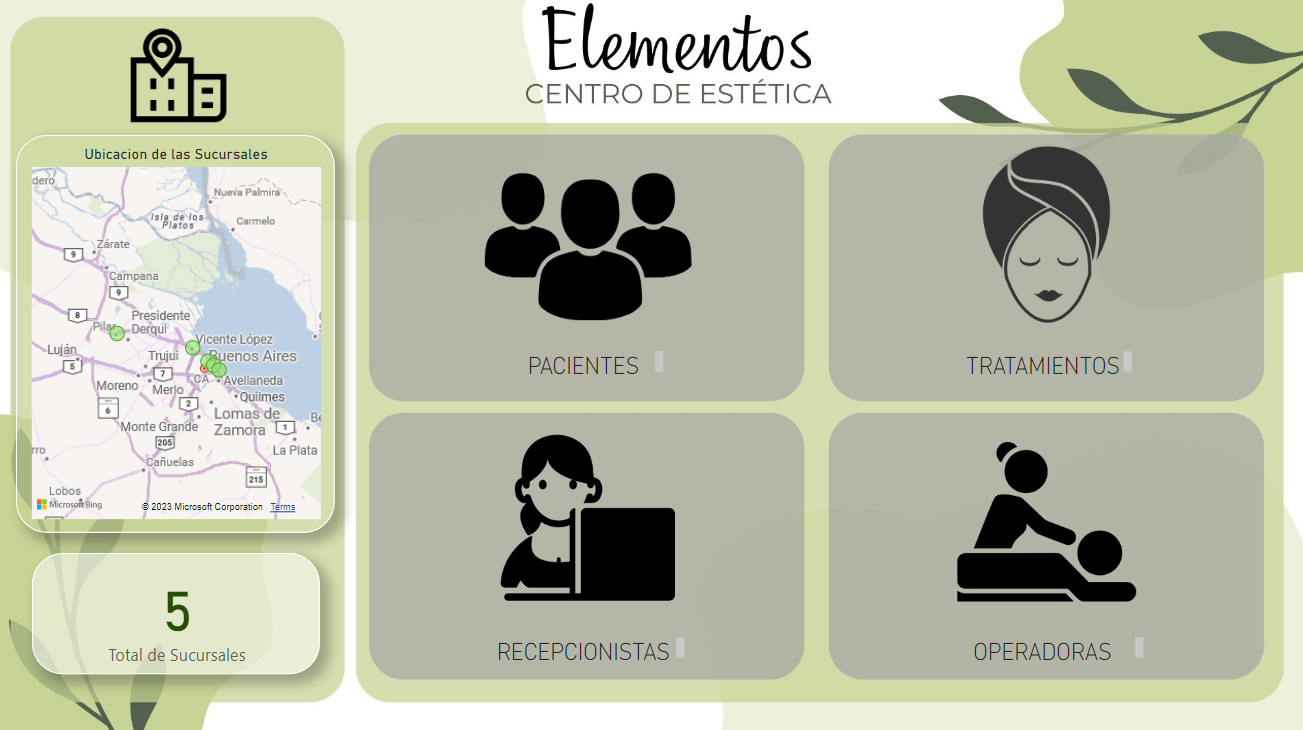 Elementos
CENTRO DE ESTÉTICA
Ubicacion de las Sucursales
dero
Nueva Palmira
Isla de los
Platos
Carmelo
Zárate
9
Campana
9
8
Presidente
Derqui
Pilar
Vicente López
Luján
Trujui
Buenos Aires
5
7
CA
Avellaneda
Moreno
Merlo
Quilmes
6
2
Lomas de
Zamora
Be
1
Monte Grande
205
La Plata
rro
Cañuelas
215
Lobos
Microsoft Bing
© 2023 Microsoft Corporation Terms
5
Total de Sucursales
PACIENTES
TRATAMIENTOS
RECEPCIONISTAS
OPERADORAS